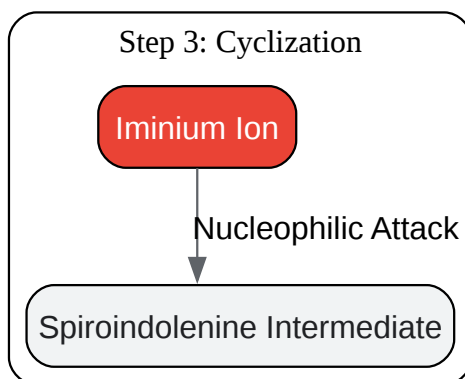 Step 3: Cyclization
Iminium Ion
Nucleophilic Attack
Spiroindolenine Intermediate